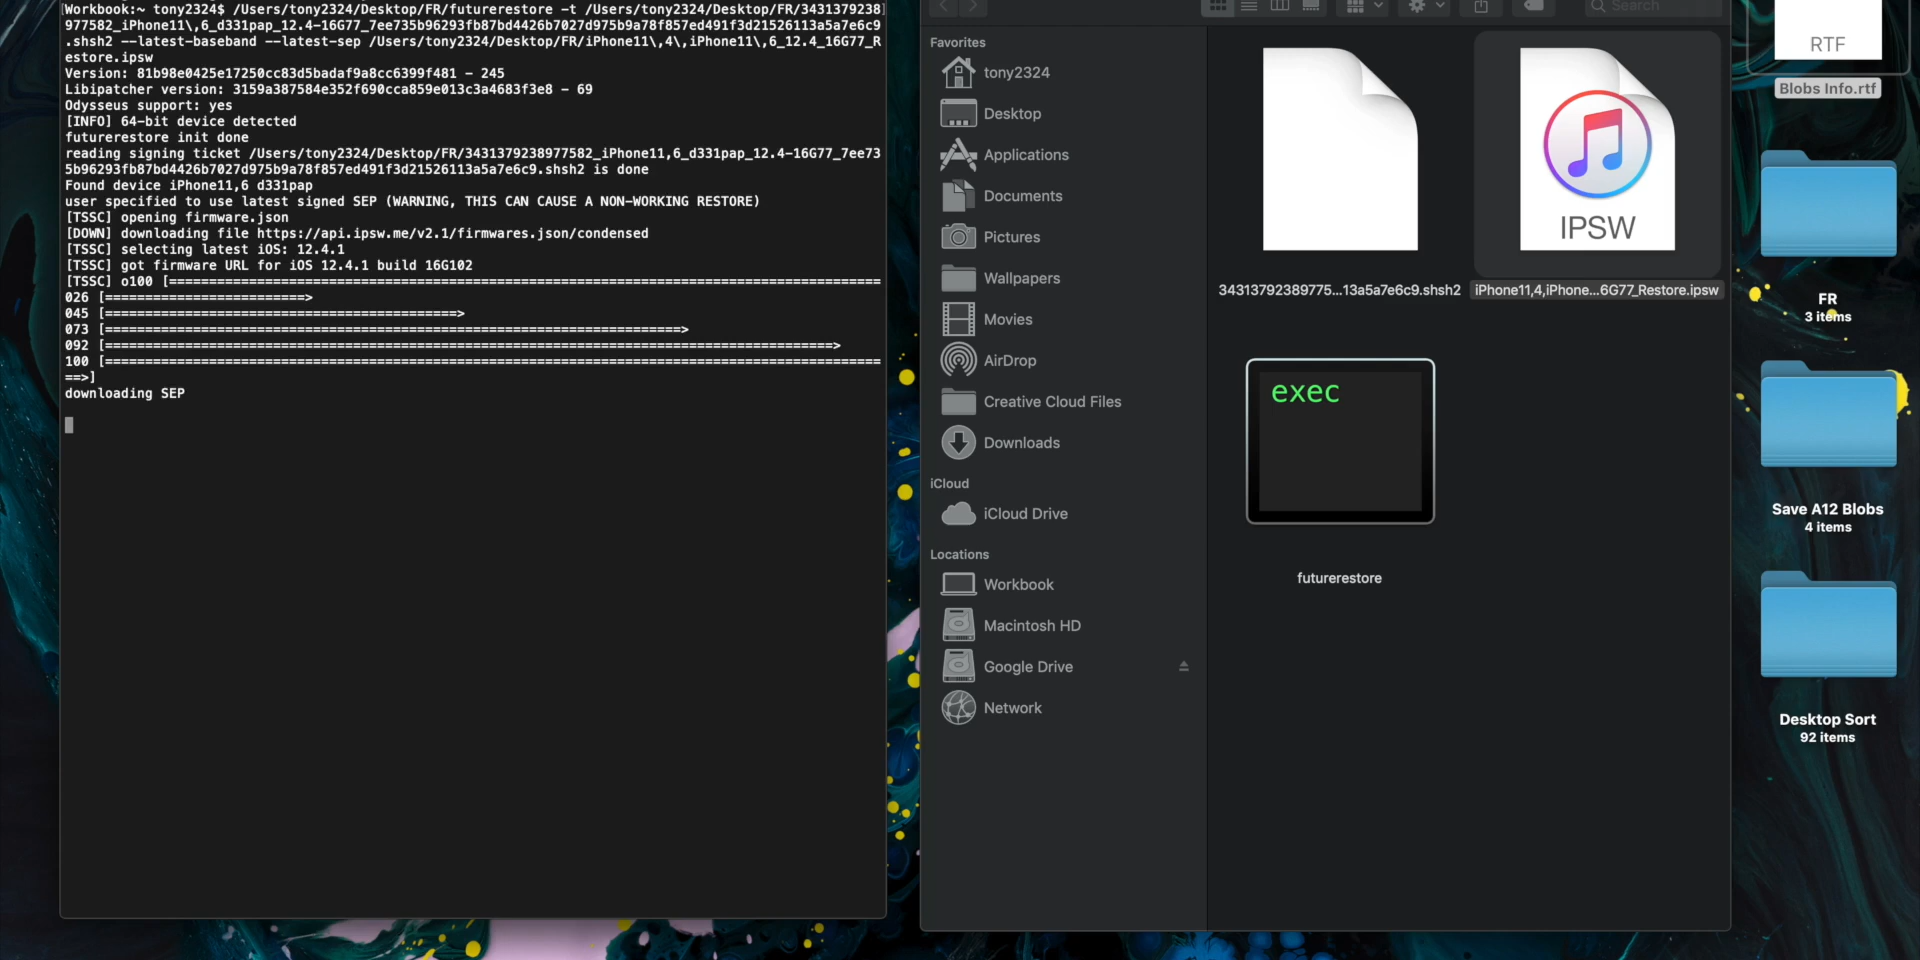 [Workbook:~ tony2324$ /Users/tony2324/Desktop/FR/futurerestore -t /Users/tony2324/Desktop/FR/3431379238]
977582_iPhone11\,6_d331pap_12.4-16G77_7ee735b96293fb87bd4426b7027d975b9a78f857ed491f3d21526113a5a7e6c9
.shsh2 --latest-baseband --latest-sep /Users/tony2324/Desktop/FR/iPhone11\,4\,iPhone11\,6_12.4_16G77_R
estore.ipsw
Version: 81b98e0425e17250cc83d5badaf9a8cc6399f481 - 245
Libipatcher version: 3159a387584e352f690cca859e013c3a4683f3e8 - 69
Odysseus support: yes
[INFO] 64-bit device detected
futurerestore init done
reading signing ticket /Users/tony2324/Desktop/FR/3431379238977582_iPhone11,6_d331pap_12.4-16G77_7ee73
5b96293fb87bd4426b7027d975b9a78f857ed491f3d21526113a5a7e6c9.shsh2 is done
Found device iPhone11,6 d331pap
user specified to use latest signed SEP (WARNING, THIS CAN CAUSE A NON-WORKING RESTORE)
[TSSC] opening firmware.json
[DOWN] downloading file https://api.ipsw.me/v2.1/firmwares.json/condensed
[TSSC] selecting latest iOS: 12.4.1
[TSSC] got firmware URL for iOS 12.4.1 build 16G102
[TSSC] o100 [=========================================================================================
026 [=========================>
045 [============================================>
073 [========================================================================>
092 [===========================================================================================>
100 [=================================================================================================
==>]
downloading SEP
Search
Favorites
tony2324
Desktop
Applications
Documents
Pictures
Wallpapers
Movies
AirDrop
Creative Cloud Files
Downloads
iCloud
iCloud Drive
Locations
Workbook
Macintosh HD
Google Drive
Network
IPSW
34313792389775...13a5a7e6c9.shsh2
iPhone11,4,iPhone...6G77_Restore.ipsw
exec
futurerestore
RTF
Blobs Info.rtf
FR
3 items
Save A12 Blobs
4 items
Desktop Sort
92 items